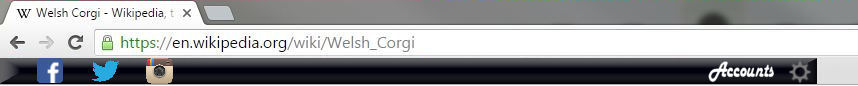 W Welsh Corgi - Wikipedia, t
https://en.wikipedia.org/wiki/Welsh_Corgi
f Accounts